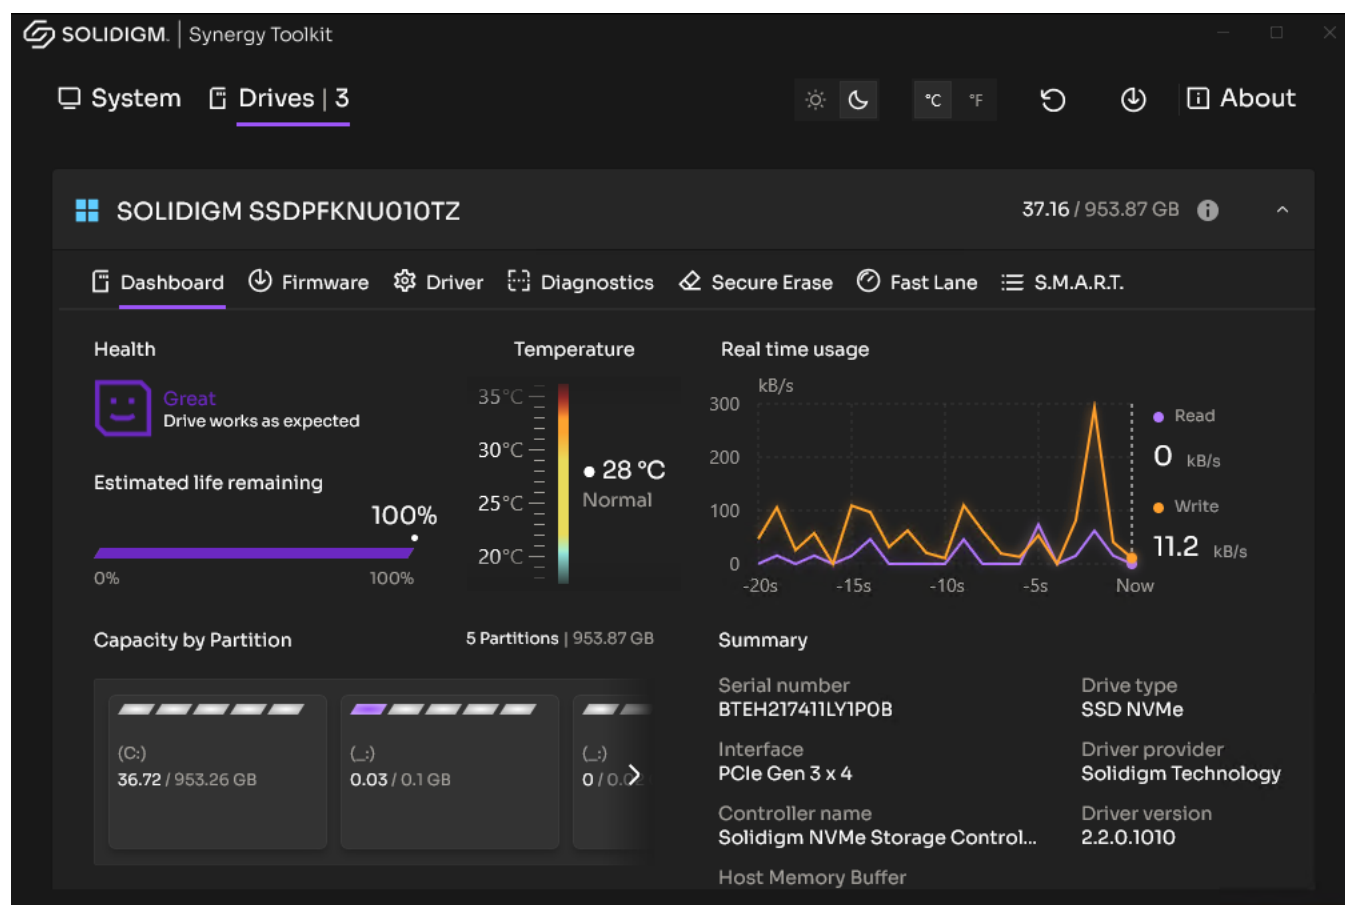 SOLIDIGM. | Synergy Toolkit
System Drives | 3 °C °F About
SOLIDIGM SSDPFKNU010TZ 37.16 / 953.87 GB
Dashboard Firmware Driver Diagnostics Secure Erase Fast Lane S.M.A.R.T.
Health
Great
Drive works as expected
Estimated life remaining
100%
0% 100%
Temperature
35°C
30°C
25°C
20°C
28 °C
Normal
Real time usage
kB/s
300
200
100
0
-20s -15s -10s -5s Now
Read
0 kB/s
Write
11.2 kB/s
Capacity by Partition 5 Partitions | 953.87 GB
(C:)
36.72 / 953.26 GB
(_:)
0.03 / 0.1 GB
(_:)
0 /
Summary
Serial number
BTEH217411LY1P0B
Drive type
SSD NVMe
Interface
PCIe Gen 3 x 4
Driver provider
Solidigm Technology
Controller name
Solidigm NVMe Storage Control...
Driver version
2.2.0.1010
Host Memory Buffer